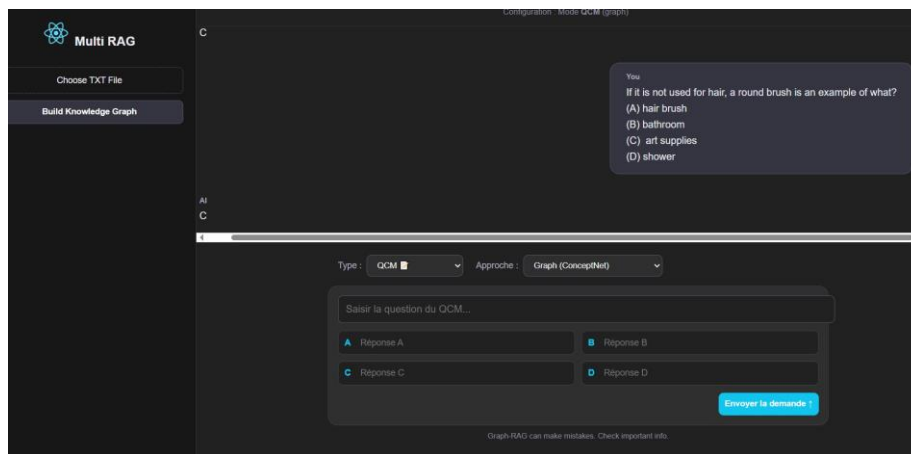 Configuration : Mode QCM (graph)
Multi RAG
C
Choose TXT File
Build Knowledge Graph
You
If it is not used for hair, a round brush is an example of what?
(A) hair brush
(B) bathroom
(C) art supplies
(D) shower
AI
C
Type : QCM Approche : Graph (ConceptNet)
Saisir la question du QCM...
A Réponse A B Réponse B
C Réponse C D Réponse D
Envoyer la demande ↑
Graph-RAG can make mistakes. Check important info.